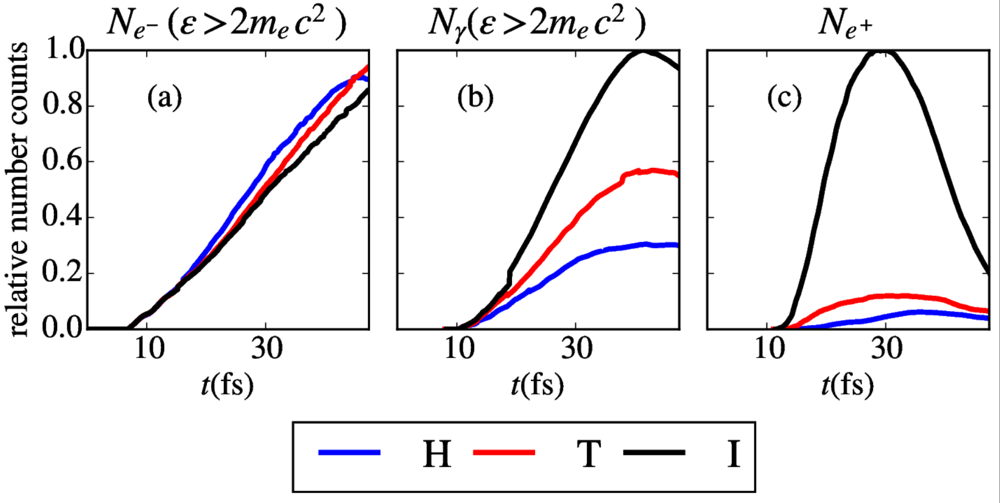 N_{e^-} (ε>2m_e c^2 ) N_γ(ε>2m_e c^2 ) N_{e^+}
relative number counts
1.0
0.8
0.6
0.4
0.2
0.0
(a) (b) (c)
10 30 10 30 10 30
t(fs) t(fs) t(fs)
H T I